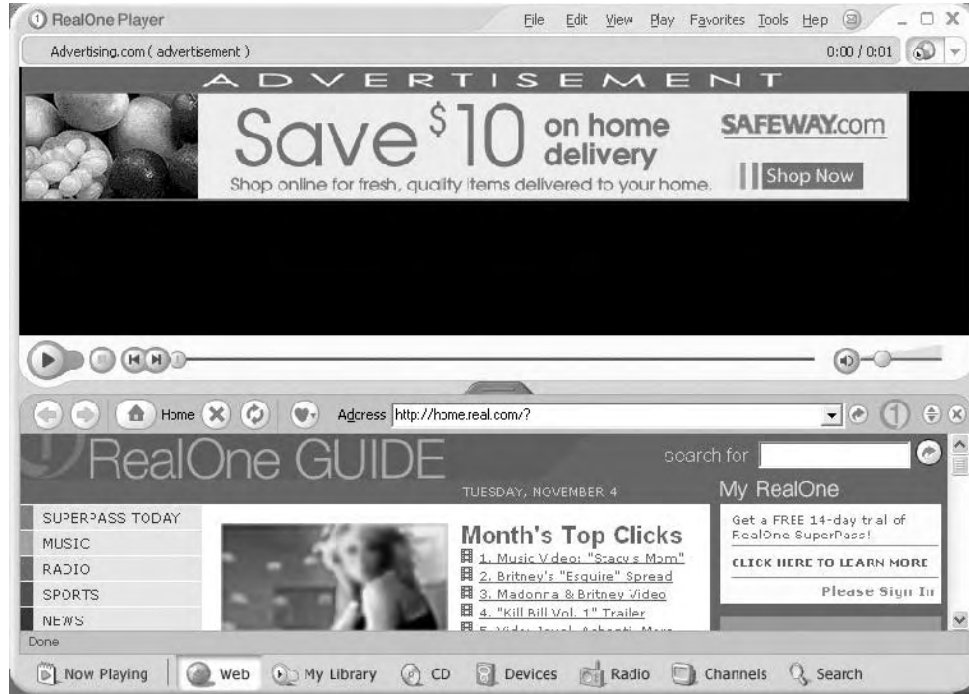 RealOne Player File Edit View Play Favorites Tools Help
Advertising.com ( advertisement ) 0:00 / 0:01
ADVERTISEMENT
Save $10 on home delivery
SAFEWAY.com
Shop online for fresh, quality items delivered to your home.
Shop Now
Home Address http://home.real.com/?
RealOne GUIDE
search for
TUESDAY, NOVEMBER 4
My RealOne
SUPERPASS TODAY
MUSIC
RADIO
SPORTS
NEWS
Month's Top Clicks
1. Music Video: "Stacy's Mom"
2. Britney's "Esquire" Spread
3. Madonna & Britney Video
4. "Kill Bill Vol. 1" Trailer
Get a FREE 14-day trial of
RealOne SuperPass!
CLICK HERE TO LEARN MORE
Please Sign In
Done
Now Playing Web My Library CD Devices Radio Channels Search